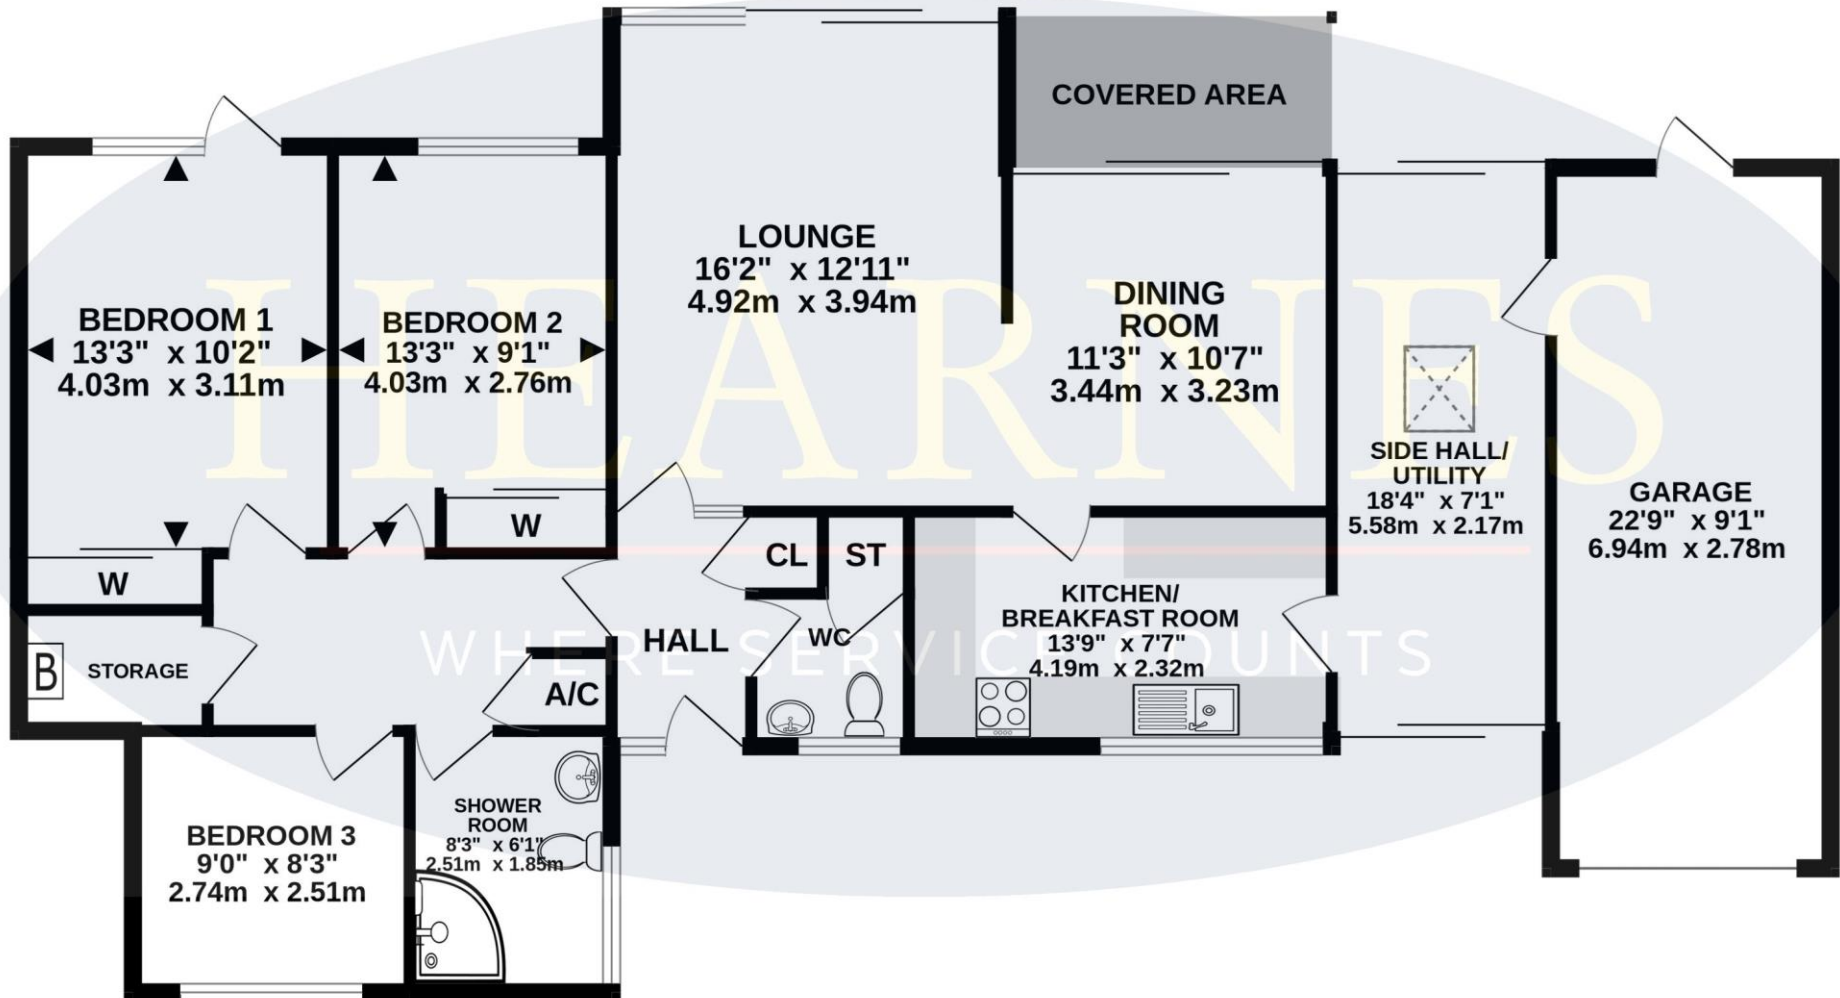 COVERED AREA
LOUNGE
16'2" x 12'11"
4.92m x 3.94m
DINING
ROOM
11'3" x 10'7"
3.44m x 3.23m
BEDROOM 1
13'3" x 10'2"
4.03m x 3.11m
BEDROOM 2
13'3" x 9'1"
4.03m x 2.76m
HEARNES
SIDE HALL/
UTILITY
18'4" x 7'1"
5.58m x 2.17m
GARAGE
22'9" x 9'1"
6.94m x 2.78m
W
W
CL
ST
KITCHEN/
BREAKFAST ROOM
13'9" x 7'7"
4.19m x 2.32m
HALL
WC
WHERE SERVICE COUNTS
B
STORAGE
A/C
SHOWER
ROOM
8'3" x 6'1"
2.51m x 1.85m
BEDROOM 3
9'0" x 8'3"
2.74m x 2.51m